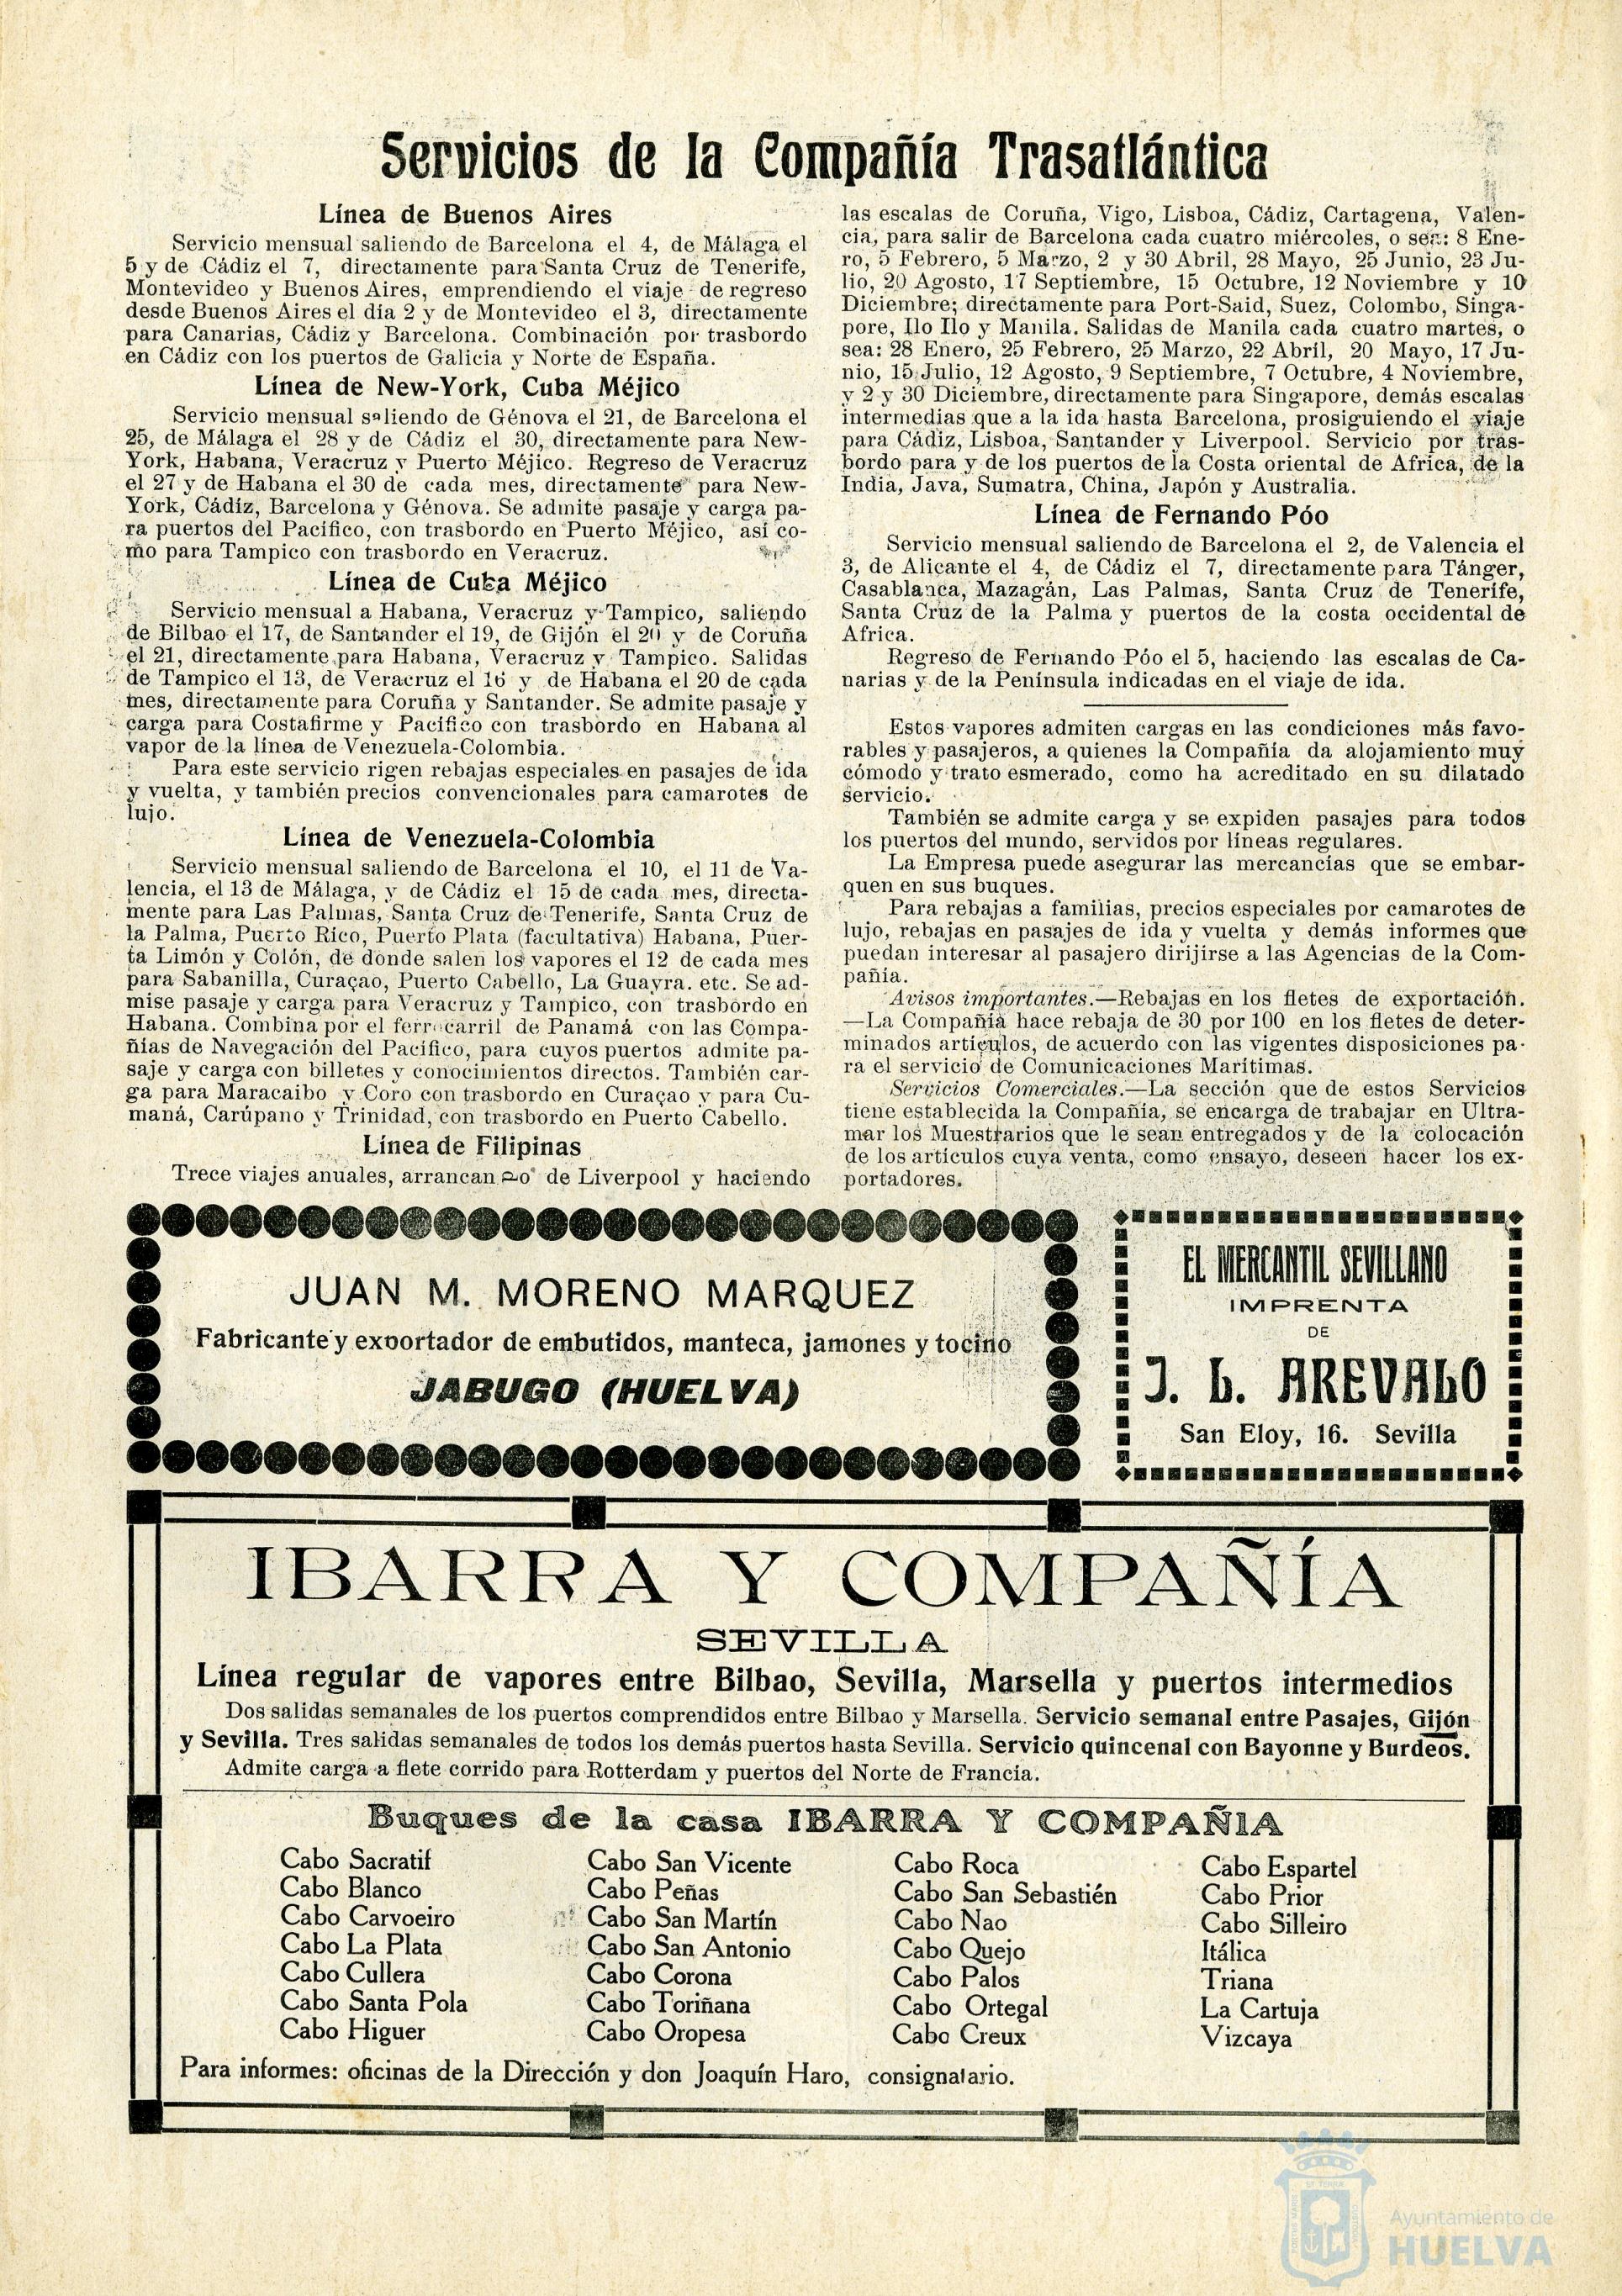 Servicios de la Compañía Trasatlántica
Línea de Buenos Aires
Servicio mensual saliendo de Barcelona el 4, de Málaga el
5 y de Cádiz el 7, directamente para Santa Cruz de Tenerife,
Montevideo y Buenos Aires, emprendiendo el viaje de regreso
desde Buenos Aires el día 2 y de Montevideo el 3, directamente
para Canarias, Cádiz y Barcelona. Combinación por trasbordo
en Cádiz con los puertos de Galicia y Norte de España.
Línea de New-York, Cuba Méjico
Servicio mensual saliendo de Génova el 21, de Barcelona el
25, de Málaga el 28 y de Cádiz el 30, directamente para New-
York, Habana, Veracruz y Puerto Méjico. Regreso de Veracruz
el 27 y de Habana el 30 de cada mes, directamente para New-
York, Cádiz, Barcelona y Génova. Se admite pasaje y carga pa-
ra puertos del Pacífico, con trasbordo en Puerto Méjico, así co-
mo para Tampico con trasbordo en Veracruz.
Línea de Cuba Méjico
Servicio mensual a Habana, Veracruz y Tampico, saliendo
de Bilbao el 17, de Santander el 19, de Gijón el 20 y de Coruña
el 21, directamente para Habana, Veracruz y Tampico. Salidas
de Tampico el 13, de Veracruz el 16 y de Habana el 20 de cada
mes, directamente para Coruña y Santander. Se admite pasaje y
carga para Costafirme y Pacífico con trasbordo en Habana al
vapor de la línea de Venezuela-Colombia.
Para este servicio rigen rebajas especiales en pasajes de ida
y vuelta, y también precios convencionales para camarotes de
lujo.
Línea de Venezuela-Colombia
Servicio mensual saliendo de Barcelona el 10, el 11 de Va-
lencia, el 13 de Málaga, y de Cádiz el 15 de cada mes, directa-
mente para Las Palmas, Santa Cruz de Tenerife, Santa Cruz de
la Palma, Puerto Rico, Puerto Plata (facultativa) Habana, Puer-
ta Limón y Colón, de donde salen los vapores el 12 de cada mes
para Sabanilla, Curaçao, Puerto Cabello, La Guayra. etc. Se ad-
mise pasaje y carga para Veracruz y Tampico, con trasbordo en
Habana. Combina por el ferrocarril de Panamá con las Compa-
ñías de Navegación del Pacífico, para cuyos puertos admite pa-
saje y carga con billetes y conocimientos directos. También car-
ga para Maracaibo y Coro con trasbordo en Curaçao y para Cu-
maná, Carúpano y Trinidad, con trasbordo en Puerto Cabello.
Línea de Filipinas
Trece viajes anuales, arrancando de Liverpool y haciendo
las escalas de Coruña, Vigo, Lisboa, Cádiz, Cartagena, Valen-
cia, para salir de Barcelona cada cuatro miércoles, o sea: 8 Ene-
ro, 5 Febrero, 5 Marzo, 2 y 30 Abril, 28 Mayo, 25 Junio, 23 Ju-
lio, 20 Agosto, 17 Septiembre, 15 Octubre, 12 Noviembre y 10
Diciembre; directamente para Port-Said, Suez, Colombo, Singa-
pore, Ilo Ilo y Manila. Salidas de Manila cada cuatro martes, o
sea: 28 Enero, 25 Febrero, 25 Marzo, 22 Abril, 20 Mayo, 17 Ju-
nio, 15 Julio, 12 Agosto, 9 Septiembre, 7 Octubre, 4 Noviembre,
y 2 y 30 Diciembre, directamente para Singapore, demás escalas
intermedias que a la ida hasta Barcelona, prosiguiendo el viaje
para Cádiz, Lisboa, Santander y Liverpool. Servicio por tras-
bordo para y de los puertos de la Costa oriental de Africa, de la
India, Java, Sumatra, China, Japón y Australia.
Línea de Fernando Póo
Servicio mensual saliendo de Barcelona el 2, de Valencia el
3, de Alicante el 4, de Cádiz el 7, directamente para Tánger,
Casablanca, Mazagán, Las Palmas, Santa Cruz de Tenerife,
Santa Cruz de la Palma y puertos de la costa occidental de
Africa.
Regreso de Fernando Póo el 5, haciendo las escalas de Ca-
narias y de la Península indicadas en el viaje de ida.
Estos vapores admiten cargas en las condiciones más favo-
rables y pasajeros, a quienes la Compañía da alojamiento muy
cómodo y trato esmerado, como ha acreditado en su dilatado
servicio.
También se admite carga y se expiden pasajes para todos
los puertos del mundo, servidos por líneas regulares.
La Empresa puede asegurar las mercancías que se embar-
quen en sus buques.
Para rebajas a familias, precios especiales por camarotes de
lujo, rebajas en pasajes de ida y vuelta y demás informes que
puedan interesar al pasajero dirijirse a las Agencias de la Com-
pañía.
Avisos importantes.—Rebajas en los fletes de exportación.
—La Compañía hace rebaja de 30 por 100 en los fletes de deter-
minados artículos, de acuerdo con las vigentes disposiciones pa-
ra el servicio de Comunicaciones Marítimas.
Servicios Comerciales.—La sección que de estos Servicios
tiene establecida la Compañía, se encarga de trabajar en Ultra-
mar los Muestrarios que le sean entregados y de la colocación
de los artículos cuya venta, como ensayo, deseen hacer los ex-
portadores.
JUAN M. MORENO MARQUEZ
Fabricante y exportador de embutidos, manteca, jamones y tocino
JABUGO (HUELVA)
EL MERCANTIL SEVILLANO
IMPRENTA
DE
J. L. AREVALO
San Eloy, 16. Sevilla
IBARRA Y COMPAÑÍA
SEVILLA
Línea regular de vapores entre Bilbao, Sevilla, Marsella y puertos intermedios
Dos salidas semanales de los puertos comprendidos entre Bilbao y Marsella. Servicio semanal entre Pasajes, Gijón
y Sevilla. Tres salidas semanales de todos los demás puertos hasta Sevilla. Servicio quincenal con Bayonne y Burdeos.
Admite carga a flete corrido para Rotterdam y puertos del Norte de Francia.
Buques de la casa IBARRA Y COMPAÑIA
Cabo Sacratif
Cabo Blanco
Cabo Carvoeiro
Cabo La Plata
Cabo Cullera
Cabo Santa Pola
Cabo Higuer
Cabo San Vicente
Cabo Peñas
Cabo San Martín
Cabo San Antonio
Cabo Corona
Cabo Toriñana
Cabo Oropesa
Cabo Roca
Cabo San Sebastién
Cabo Nao
Cabo Quejo
Cabo Palos
Cabo Ortegal
Cabo Creux
Cabo Espartel
Cabo Prior
Cabo Silleiro
Itálica
Triana
La Cartuja
Vizcaya
Para informes: oficinas de la Dirección y don Joaquín Haro, consignatario.
Ayuntamiento de
HUELVA